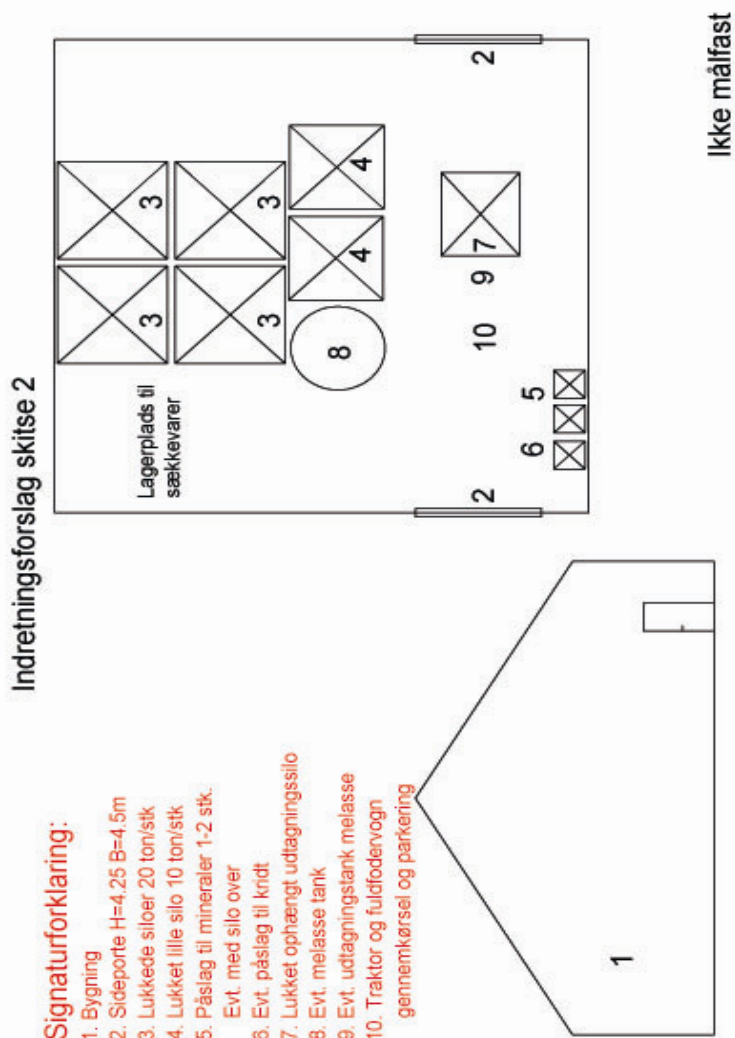 Indretningsforslag skitse 2
Signaturforklaring:
1. Bygning
2. Sideporte H=4.25 B=4.5m
3. Lukkede siloer 20 ton/stk
4. Lukket lille silo 10 ton/stk
5. Påslag til mineraler 1-2 stk.
Evt. med silo over
6. Evt. påslag til kridt
7. Lukket ophængt udtagningssilo
8. Evt. melasse tank
9. Evt. udtagningstank melasse
10. Traktor og fuldfodervogn
gennemkørsel og parkering
1
Lagerplads til
sækkevarer
3
3
3
3
8
4
4
10
9
7
2
2
6
5
Ikke målfast